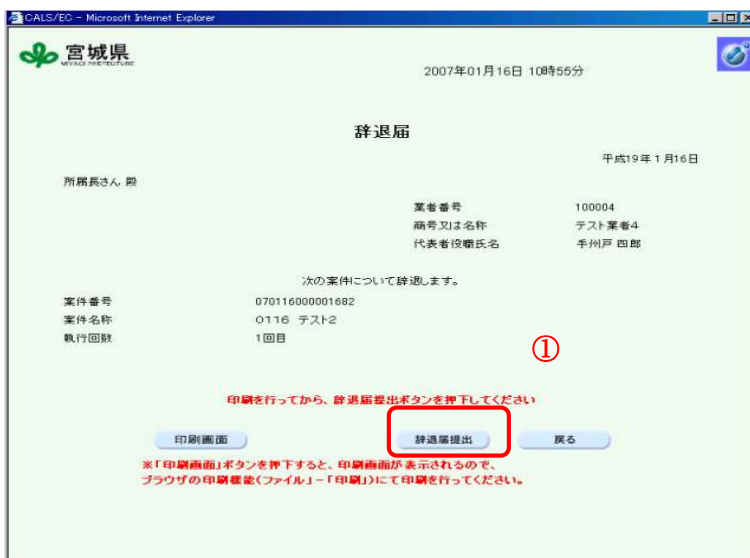 CALS/EC - Microsoft Internet Explorer
宮城県
MIYAGI PREFECTURE
2007年01月16日 10時55分
辞退届
平成19年1月16日
所属長さん 殿
業者番号 100004
商号又は名称 テスト業者4
代表者役職氏名 手州戸 四郎
次の案件について辞退します。
案件番号 070116000001682
案件名称 0116 テスト2
執行回数 1回目
①
印刷を行ってから、辞退届提出ボタンを押下してください
印刷画面 辞退届提出 戻る
※「印刷画面」ボタンを押下すると、印刷画面が表示されるので、
ブラウザの印刷機能(ファイル」-「印刷」)にて印刷を行ってください。